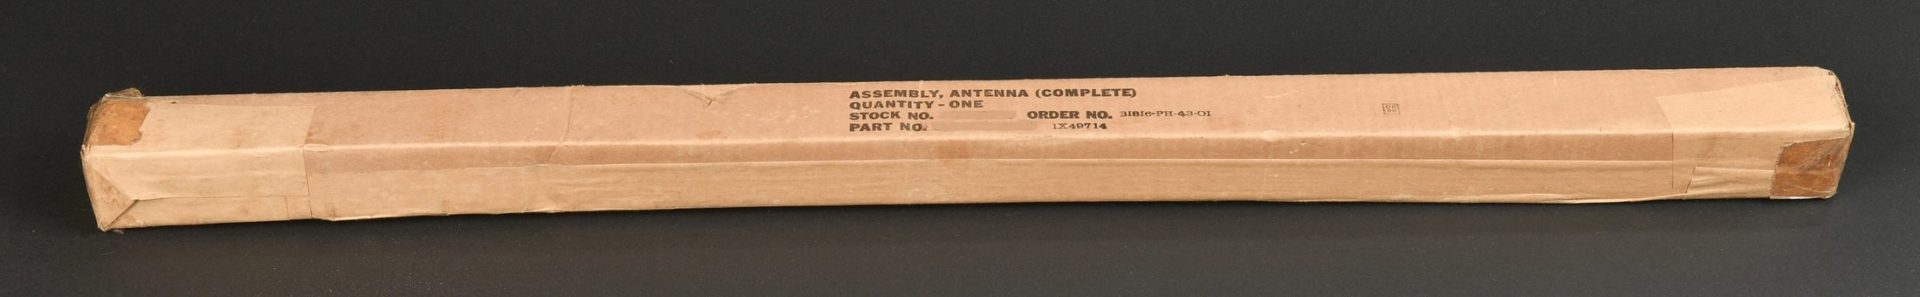 ASSEMBLY, ANTENNA (COMPLETE)
QUANTITY - ONE
STOCK NO. ORDER NO. 31816-PH-43-01
PART NO. 1X49714